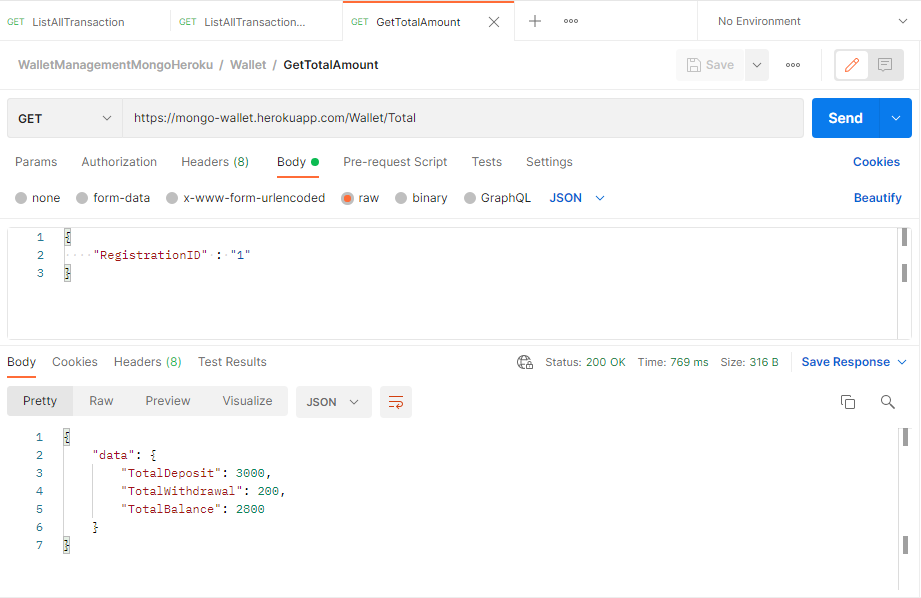 GET ListAllTransaction GET ListAllTransaction... GET GetTotalAmount No Environment
WalletManagementMongoHeroku / Wallet / GetTotalAmount Save
GET https://mongo-wallet.herokuapp.com/Wallet/Total Send
Params Authorization Headers (8) Body Pre-request Script Tests Settings Cookies
none form-data x-www-form-urlencoded raw binary GraphQL JSON Beautify
1 {
2 "RegistrationID" : "1"
3 }
Body Cookies Headers (8) Test Results Status: 200 OK Time: 769 ms Size: 316 B Save Response
Pretty Raw Preview Visualize JSON
1 {
2 "data": {
3 "TotalDeposit": 3000,
4 "TotalWithdrawal": 200,
5 "TotalBalance": 2800
6 }
7 }